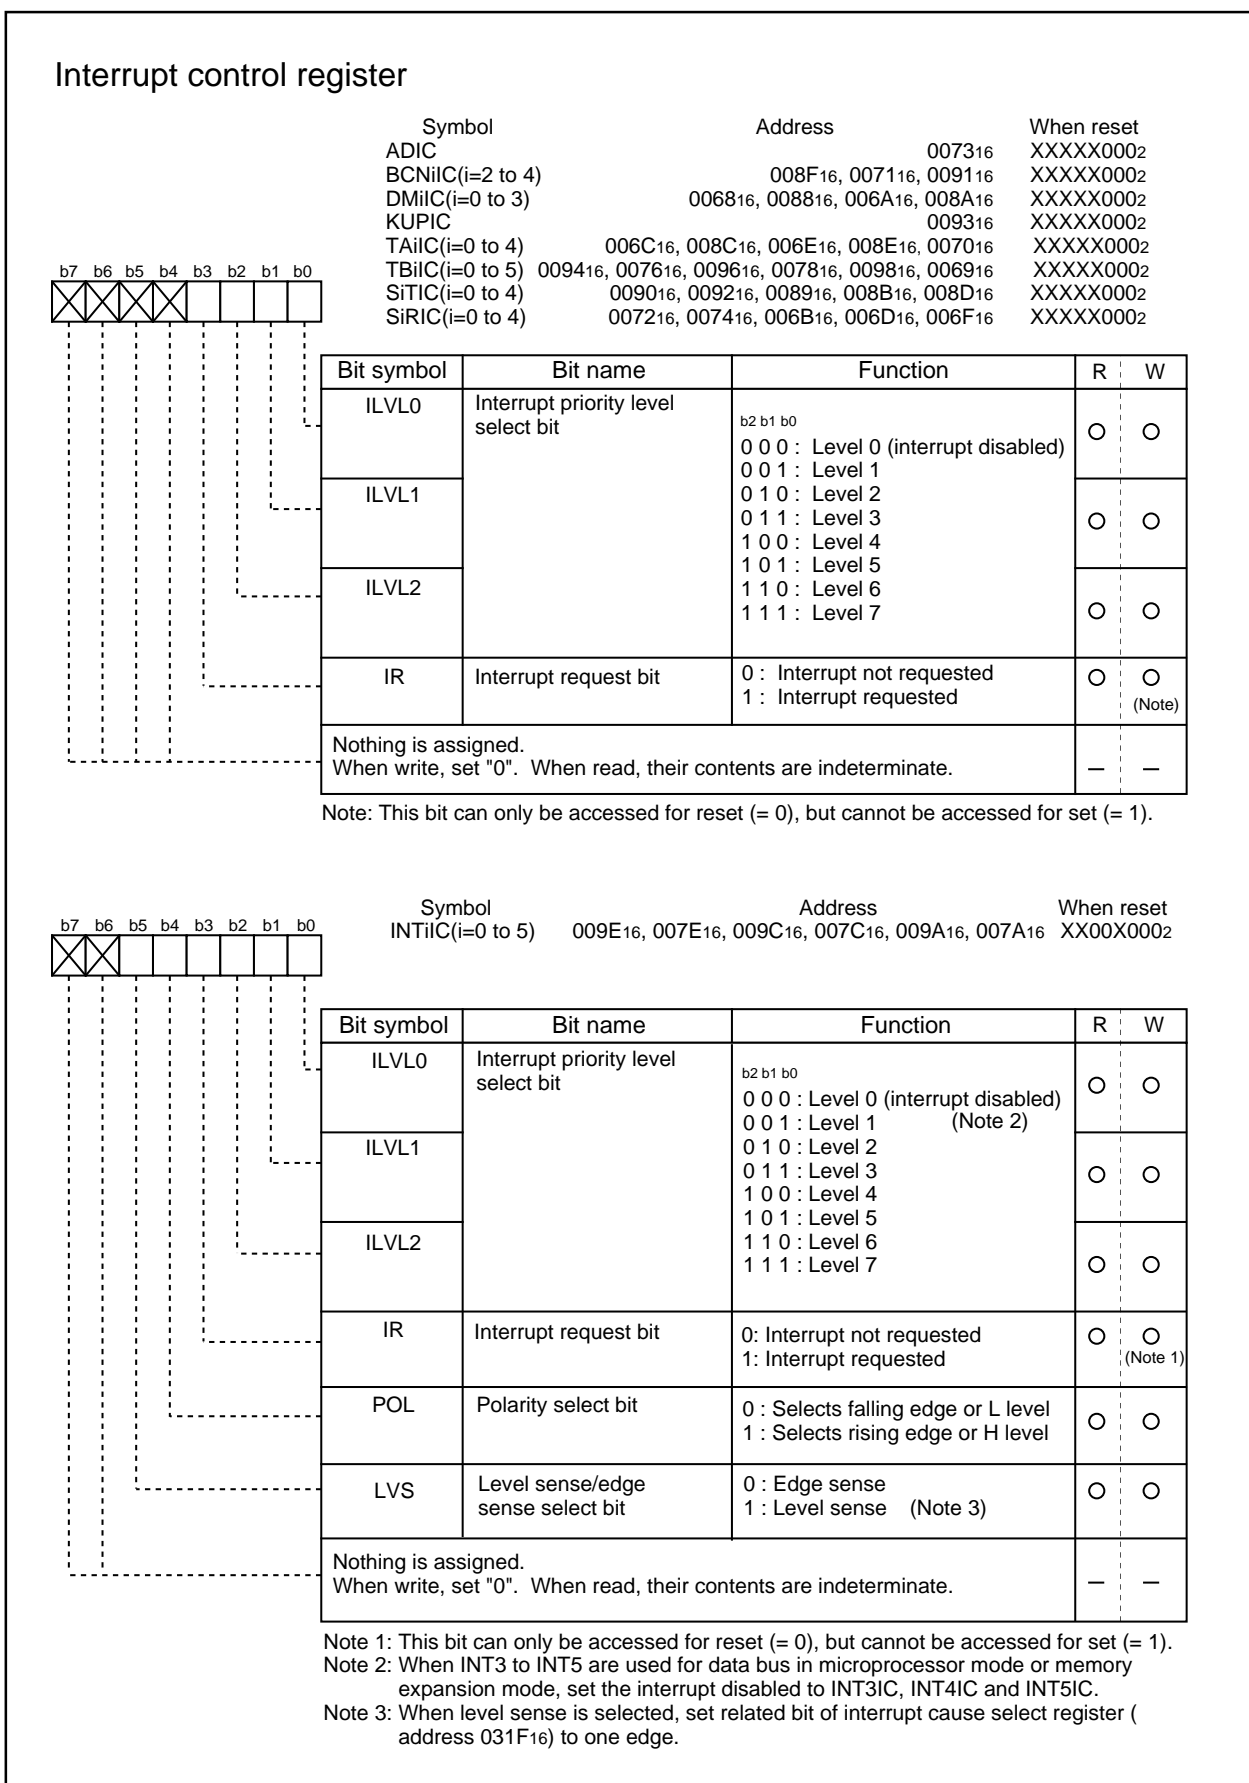 Interrupt control register
Symbol Address When reset
ADIC 007316 XXXXX0002
BCNiIC(i=2 to 4) 008F16, 007116, 009116 XXXXX0002
DMiIC(i=0 to 3) 006816, 008816, 006A16, 008A16 XXXXX0002
KUPIC 009316 XXXXX0002
TAiIC(i=0 to 4) 006C16, 008C16, 006E16, 008E16, 007016 XXXXX0002
TBiIC(i=0 to 5) 009416, 007616, 009616, 007816, 009816, 006916 XXXXX0002
SiTIC(i=0 to 4) 009016, 009216, 008916, 008B16, 008D16 XXXXX0002
SiRIC(i=0 to 4) 007216, 007416, 006B16, 006D16, 006F16 XXXXX0002
b7 b6 b5 b4 b3 b2 b1 b0
Bit symbol Bit name Function R W
ILVL0 Interrupt priority level
select bit
b2 b1 b0
0 0 0 : Level 0 (interrupt disabled)
0 0 1 : Level 1
ILVL1 0 1 0 : Level 2
0 1 1 : Level 3
1 0 0 : Level 4
1 0 1 : Level 5
ILVL2 1 1 0 : Level 6
1 1 1 : Level 7
IR Interrupt request bit 0 : Interrupt not requested
1 : Interrupt requested
(Note)
Nothing is assigned.
When write, set "0". When read, their contents are indeterminate. – –
Note: This bit can only be accessed for reset (= 0), but cannot be accessed for set (= 1).
Symbol Address When reset
INTiIC(i=0 to 5) 009E16, 007E16, 009C16, 007C16, 009A16, 007A16 XX00X0002
b7 b6 b5 b4 b3 b2 b1 b0
Bit symbol Bit name Function R W
ILVL0 Interrupt priority level
select bit
b2 b1 b0
0 0 0 : Level 0 (interrupt disabled)
0 0 1 : Level 1 (Note 2)
ILVL1 0 1 0 : Level 2
0 1 1 : Level 3
1 0 0 : Level 4
1 0 1 : Level 5
ILVL2 1 1 0 : Level 6
1 1 1 : Level 7
IR Interrupt request bit 0: Interrupt not requested
1: Interrupt requested (Note 1)
POL Polarity select bit 0 : Selects falling edge or L level
1 : Selects rising edge or H level
LVS Level sense/edge 0 : Edge sense
sense select bit 1 : Level sense (Note 3)
Nothing is assigned.
When write, set "0". When read, their contents are indeterminate. – –
Note 1: This bit can only be accessed for reset (= 0), but cannot be accessed for set (= 1).
Note 2: When INT3 to INT5 are used for data bus in microprocessor mode or memory
expansion mode, set the interrupt disabled to INT3IC, INT4IC and INT5IC.
Note 3: When level sense is selected, set related bit of interrupt cause select register (
address 031F16) to one edge.